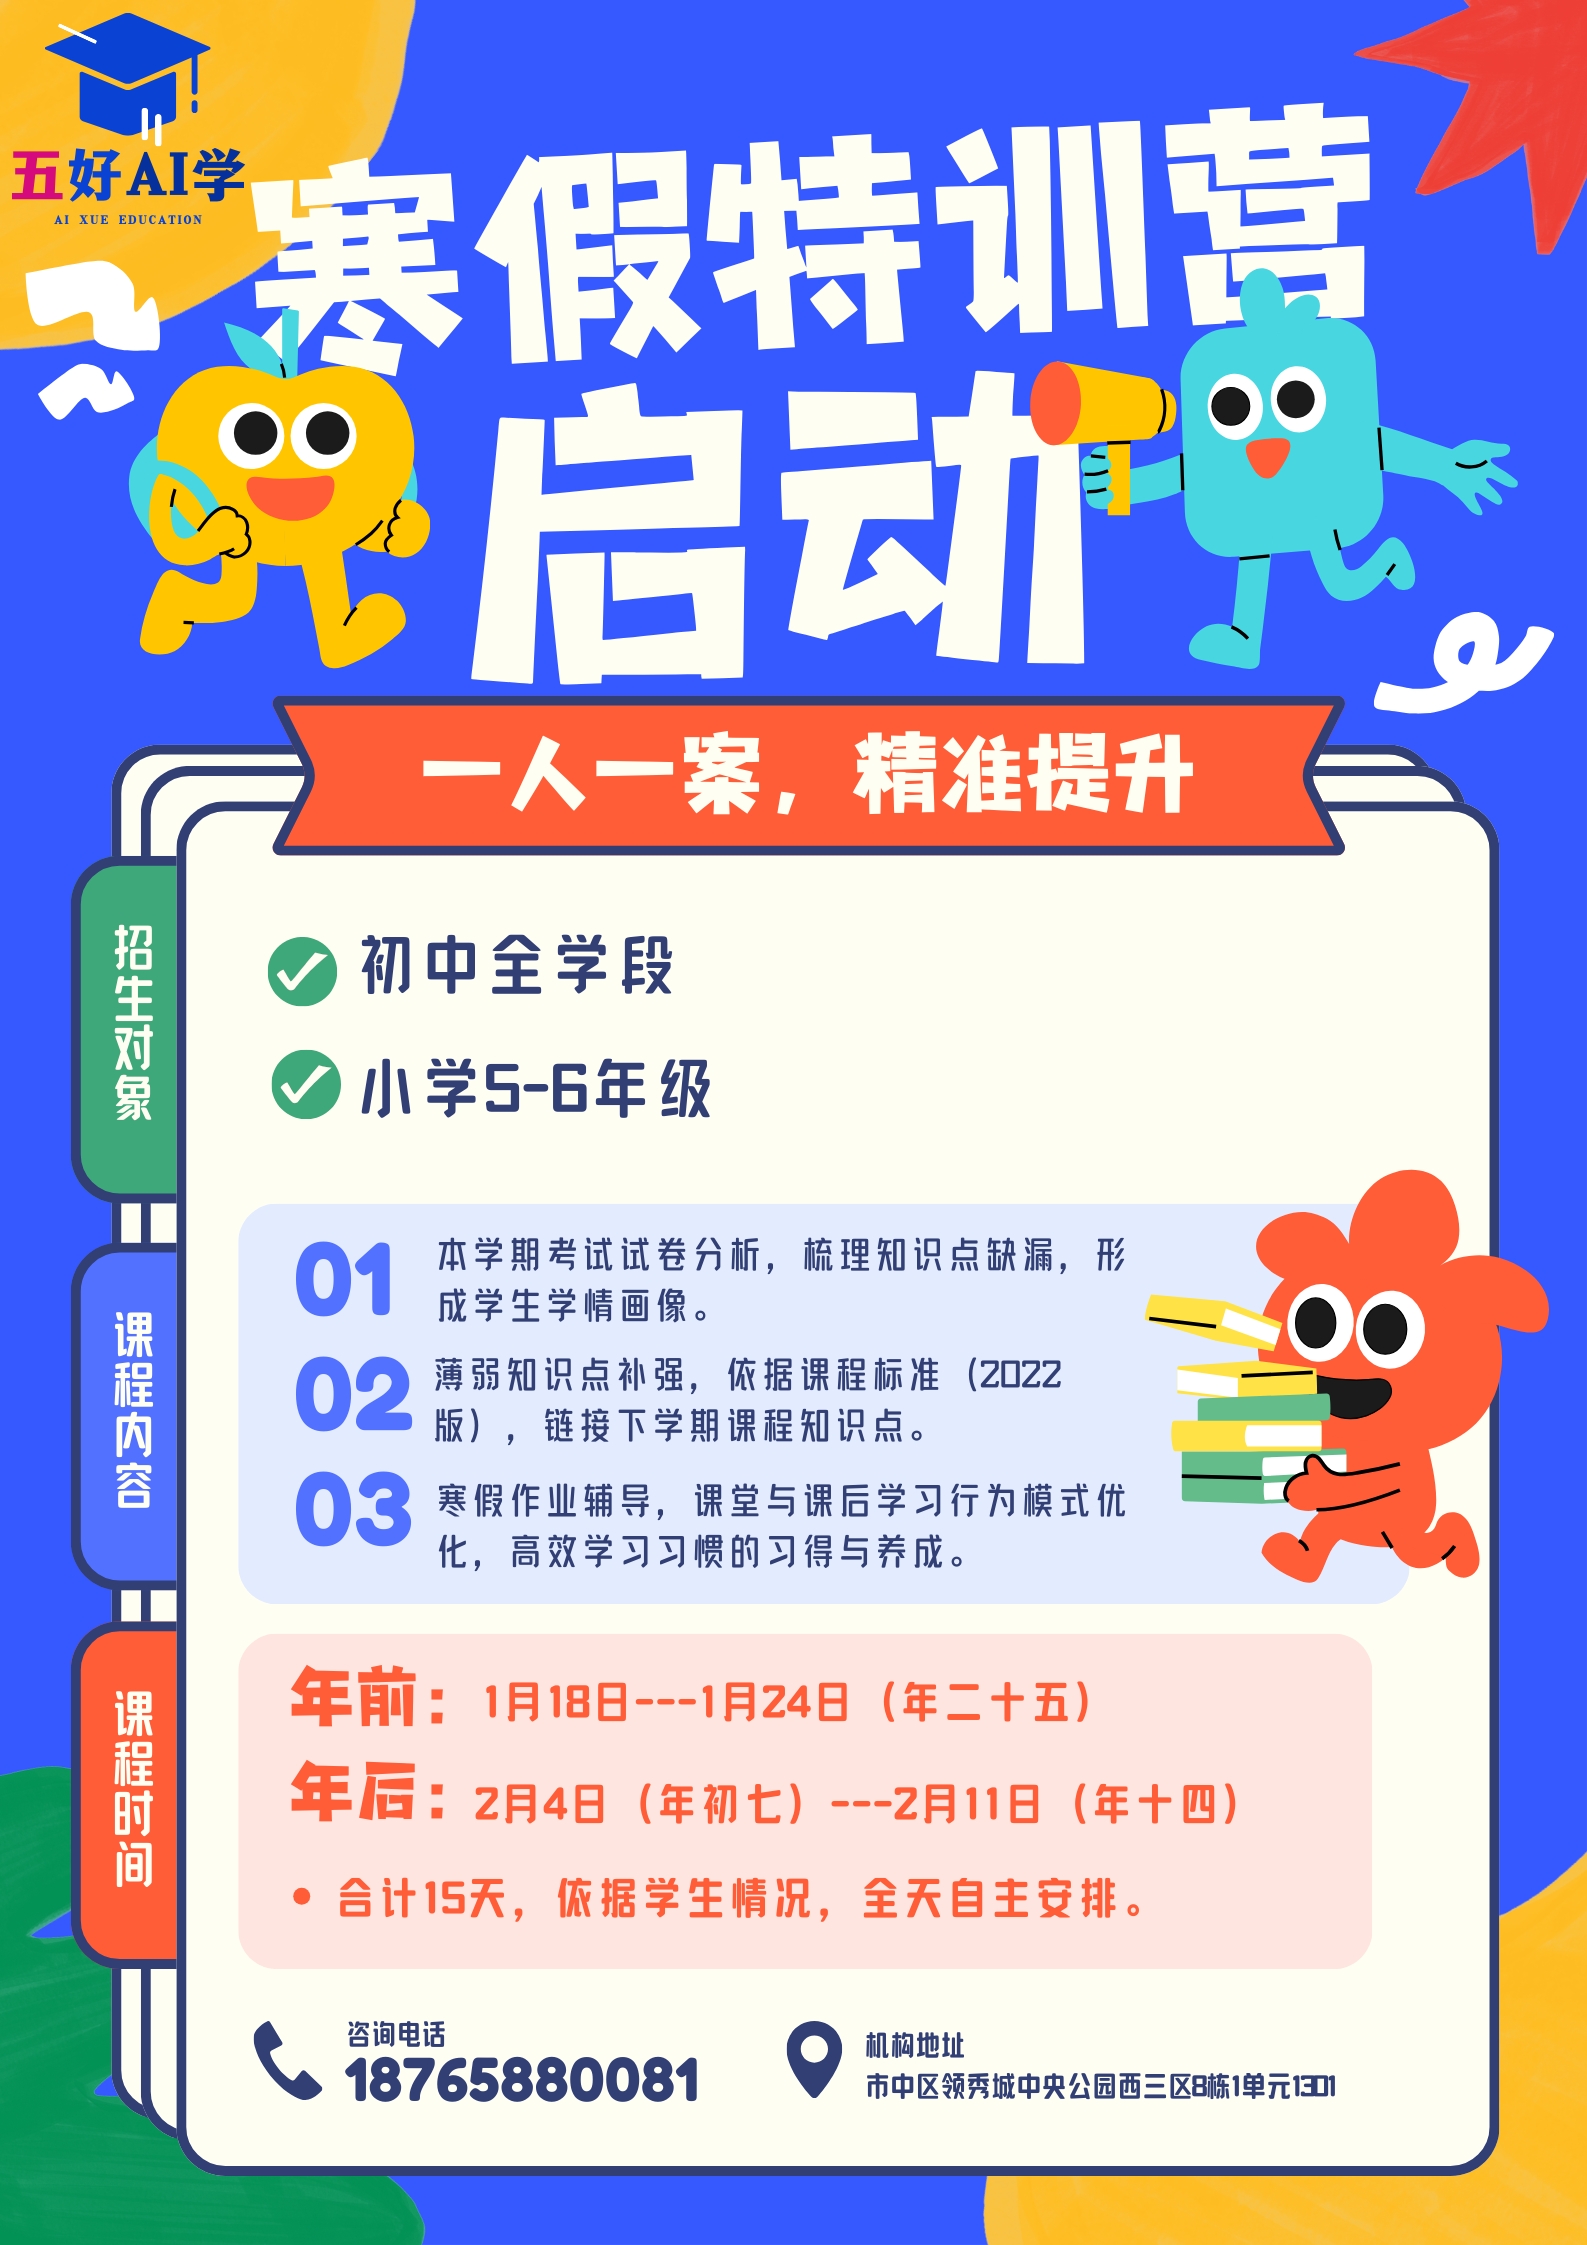 五好AI学
AI XUE EDUCATION
寒假特训营
启动
一人一案，精准提升
招生对象
初中全学段
小学5-6年级
课程内容
01
本学期考试试卷分析，梳理知识点缺漏，形
成学生学情画像。
02
薄弱知识点补强，依据课程标准（2022
版），链接下学期课程知识点。
03
寒假作业辅导，课堂与课后学习行为模式优
化，高效学习习惯的习得与养成。
课程时间
年前：1月18日---1月24日（年二十五）
年后：2月4日（年初七）---2月11日（年十四）
• 合计15天，依据学生情况，全天自主安排。
咨询电话
18765880081
机构地址
市中区领秀城中央公园西三区8栋1单元1301